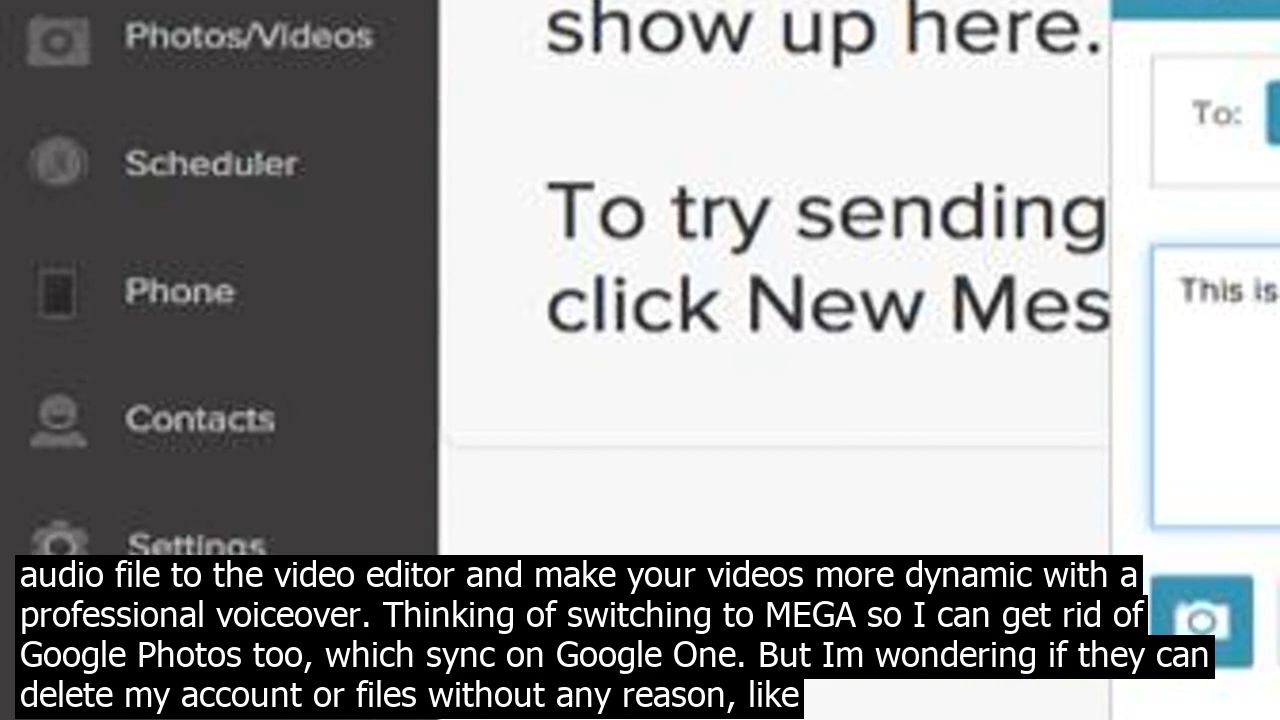 Photos/Videos
Scheduler
Phone
Contacts
Settings
show up here.
To try sending
click New Mes
To:
This is
audio file to the video editor and make your videos more dynamic with a
professional voiceover. Thinking of switching to MEGA so I can get rid of
Google Photos too, which sync on Google One. But Im wondering if they can
delete my account or files without any reason, like